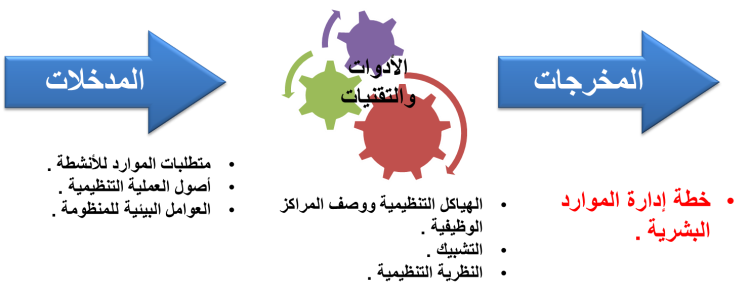 المدخلات
• متطلبات الموارد للأنشطة .
• أصول العملية التنظيمية .
• العوامل البيئية للمنظومة .
الأدوات
والتقنيات
• الهياكل التنظيمية ووصف المراكز
الوظيفية .
• التشبيك .
• النظرية التنظيمية .
المخرجات
• خطة إدارة الموارد
البشرية .